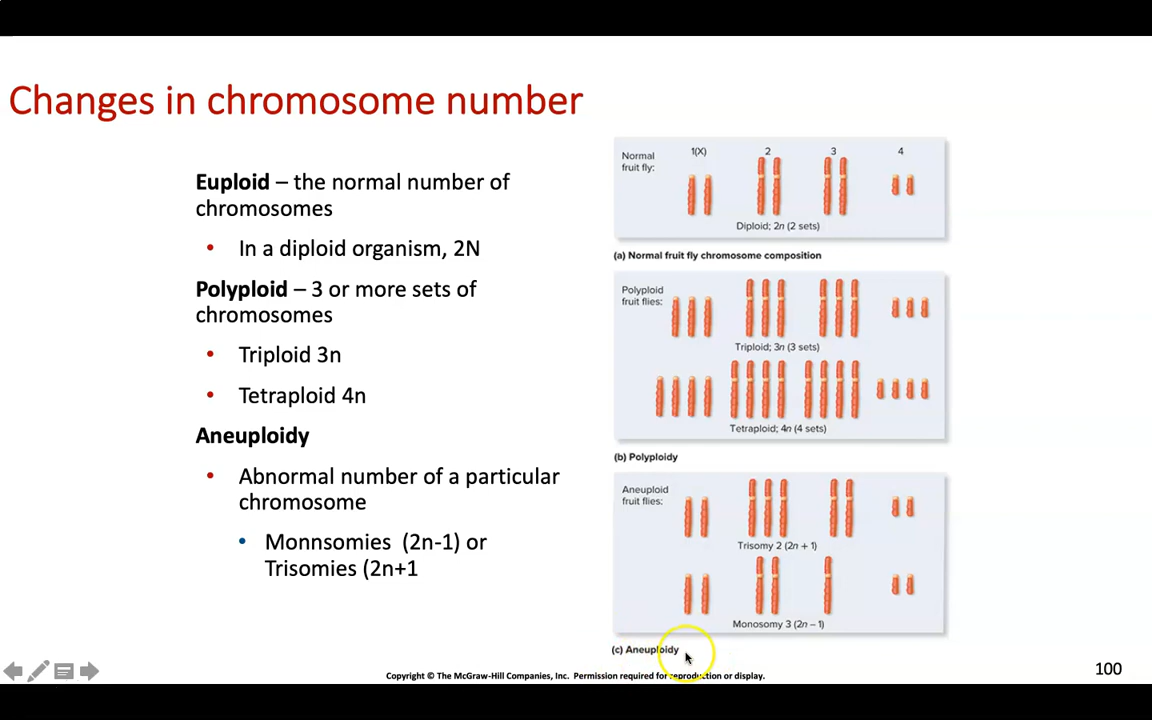 Changes in chromosome number
Euploid – the normal number of
chromosomes
• In a diploid organism, 2N
Polyploid – 3 or more sets of
chromosomes
• Triploid 3n
• Tetraploid 4n
Aneuploidy
• Abnormal number of a particular
chromosome
• Monnsomies (2n-1) or
Trisomies (2n+1
Normal
fruit fly:
1(X) 2 3 4
Diploid; 2n (2 sets)
(a) Normal fruit fly chromosome composition
Polyploid
fruit flies:
Triploid; 3n (3 sets)
Tetraploid; 4n (4 sets)
(b) Polyploidy
Aneuploid
fruit flies:
Trisomy 2 (2n + 1)
Monosomy 3 (2n – 1)
(c) Aneuploidy
Copyright © The McGraw-Hill Companies, Inc. Permission required for reproduction or display.
100